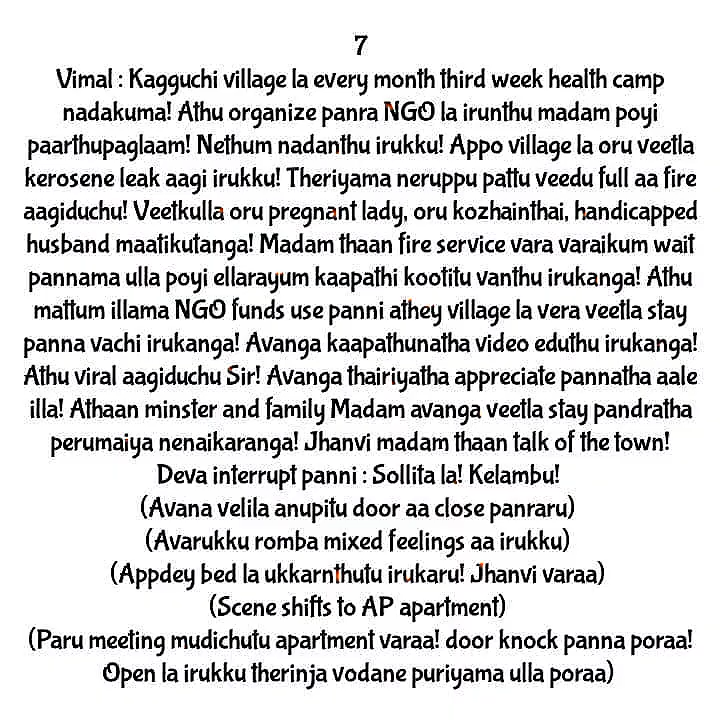 7
Vimal : Kagguchi village la every month third week health camp
nadakuma! Athu organize panra NGO la irunthu madam poyi
paarthupaglaam! Nethum nadanthu irukku! Appo village la oru veetla
kerosene leak aagi irukku! Theriyama neruppu pattu veedu full aa fire
aagiduchu! Veetkulla oru pregnant lady, oru kozhainthai, handicapped
husband maatikutanga! Madam thaan fire service vara varaikum wait
pannama ulla poyi ellarayum kaapathi kootitu vanthu irukanga! Athu
mattum illama NGO funds use panni athey village la vera veetla stay
panna vachi irukanga! Avanga kaapathunatha video eduthu irukanga!
Athu viral aagiduchu Sir! Avanga thairiyatha appreciate pannatha aale
illa! Athaan minster and family Madam avanga veetla stay pandratha
perumaiya nenaikaranga! Jhanvi madam thaan talk of the town!
Deva interrupt panni : Sollita la! Kelambu!
(Avana velila anupitu door aa close panraru)
(Avarukku romba mixed feelings aa irukku)
(Appdey bed la ukkarnthutu irukaru! Jhanvi varaa)
(Scene shifts to AP apartment)
(Paru meeting mudichutu apartment varaa! door knock panna poraa!
Open la irukku therinja vodane puriyama ulla poraa)